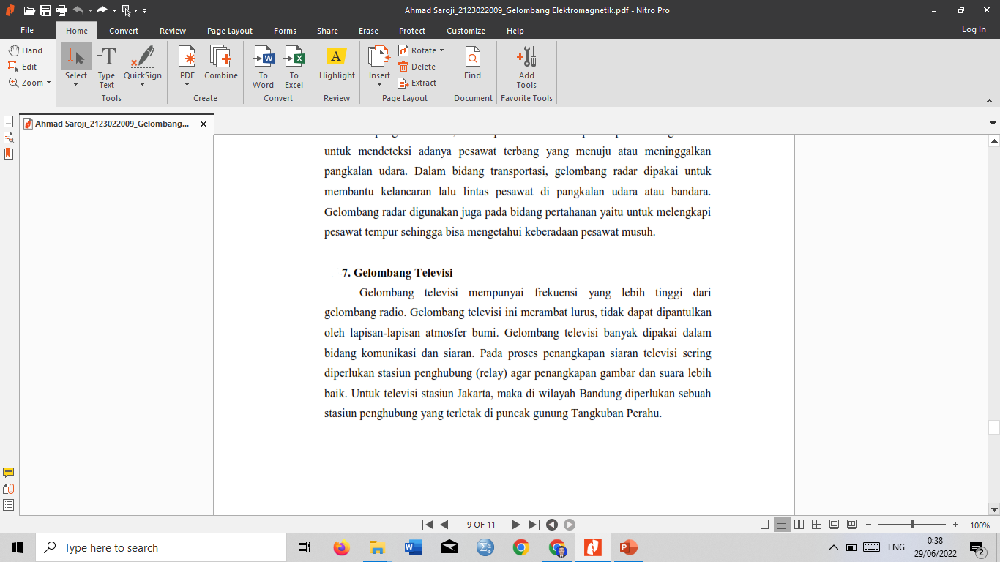 Ahmad Saroji_2123022009_Gelombang Elektromagnetik.pdf - Nitro Pro
File
Home
Convert
Review
Page Layout
Forms
Share
Erase
Protect
Customize
Help
Log In
Hand
Edit
Zoom
Select
Type Text
QuickSign
Tools
PDF
Combine
Create
To Word
To Excel
Convert
Highlight
Review
Insert
Rotate
Delete
Extract
Page Layout
Find
Document
Add Tools
Favorite Tools
Ahmad Saroji_2123022009_Gelombang...
untuk mendeteksi adanya pesawat terbang yang menuju atau meninggalkan
pangkalan udara. Dalam bidang transportasi, gelombang radar dipakai untuk
membantu kelancaran lalu lintas pesawat di pangkalan udara atau bandara.
Gelombang radar digunakan juga pada bidang pertahanan yaitu untuk melengkapi
pesawat tempur sehingga bisa mengetahui keberadaan pesawat musuh.
7. Gelombang Televisi
Gelombang televisi mempunyai frekuensi yang lebih tinggi dari
gelombang radio. Gelombang televisi ini merambat lurus, tidak dapat dipantulkan
oleh lapisan-lapisan atmosfer bumi. Gelombang televisi banyak dipakai dalam
bidang komunikasi dan siaran. Pada proses penangkapan siaran televisi sering
diperlukan stasiun penghubung (relay) agar penangkapan gambar dan suara lebih
baik. Untuk televisi stasiun Jakarta, maka di wilayah Bandung diperlukan sebuah
stasiun penghubung yang terletak di puncak gunung Tangkuban Perahu.
9 OF 11
100%
Type here to search
ENG
0:38
29/06/2022
2